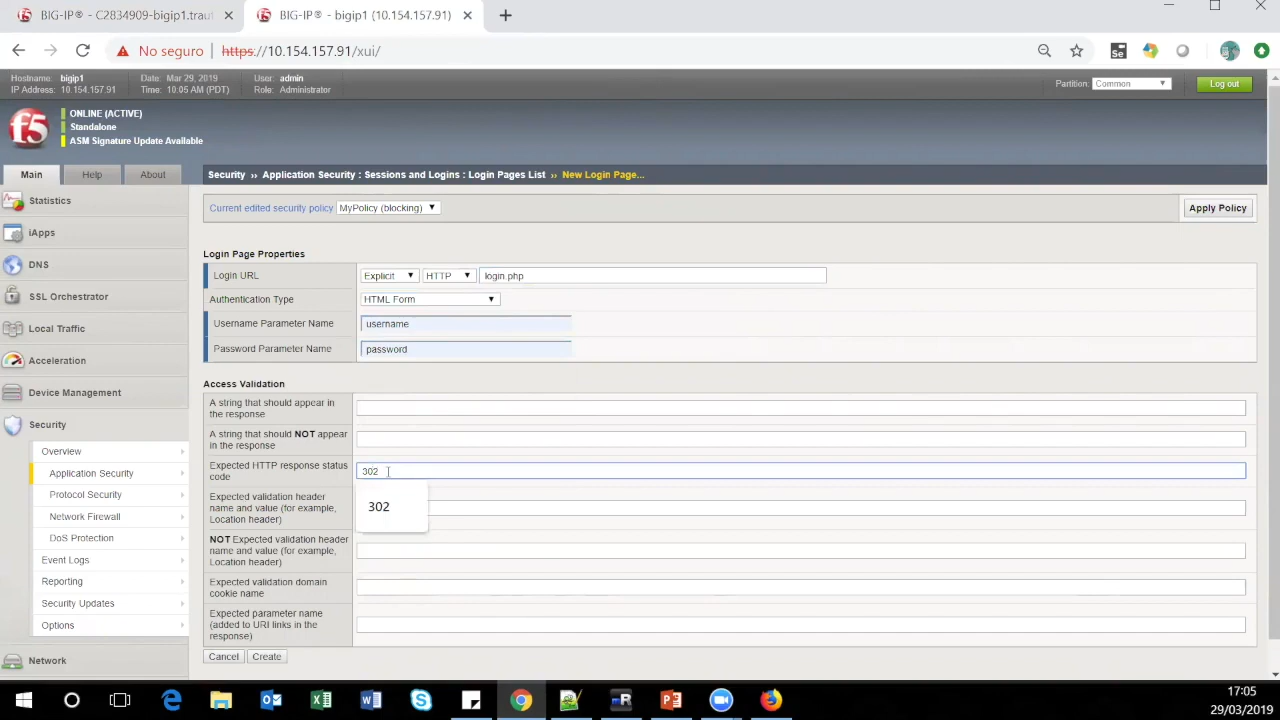 BIG-IP® - C2834909-bigip1.traut
BIG-IP® - bigip1 (10.154.157.91)
No seguro
https://10.154.157.91/xui/
Se
Hostname: bigip1
IP Address: 10.154.157.91
Date: Mar 29, 2019
Time: 10:05 AM (PDT)
User: admin
Role: Administrator
Partition: Common
Log out
f5
ONLINE (ACTIVE)
Standalone
ASM Signature Update Available
Main
Help
About
Security ›› Application Security : Sessions and Logins : Login Pages List ›› New Login Page...
Statistics
iApps
DNS
SSL Orchestrator
Local Traffic
Acceleration
Device Management
Security
Overview
Application Security
Protocol Security
Network Firewall
DoS Protection
Event Logs
Reporting
Security Updates
Options
Network
Current edited security policy MyPolicy (blocking)
Apply Policy
Login Page Properties
Login URL
Explicit
HTTP
login.php
Authentication Type
HTML Form
Username Parameter Name
username
Password Parameter Name
password
Access Validation
A string that should appear in
the response
A string that should NOT appear
in the response
Expected HTTP response status
code
302
302
Expected validation header
name and value (for example,
Location header)
NOT Expected validation header
name and value (for example,
Location header)
Expected validation domain
cookie name
Expected parameter name
(added to URI links in the
response)
Cancel
Create
17:05
29/03/2019